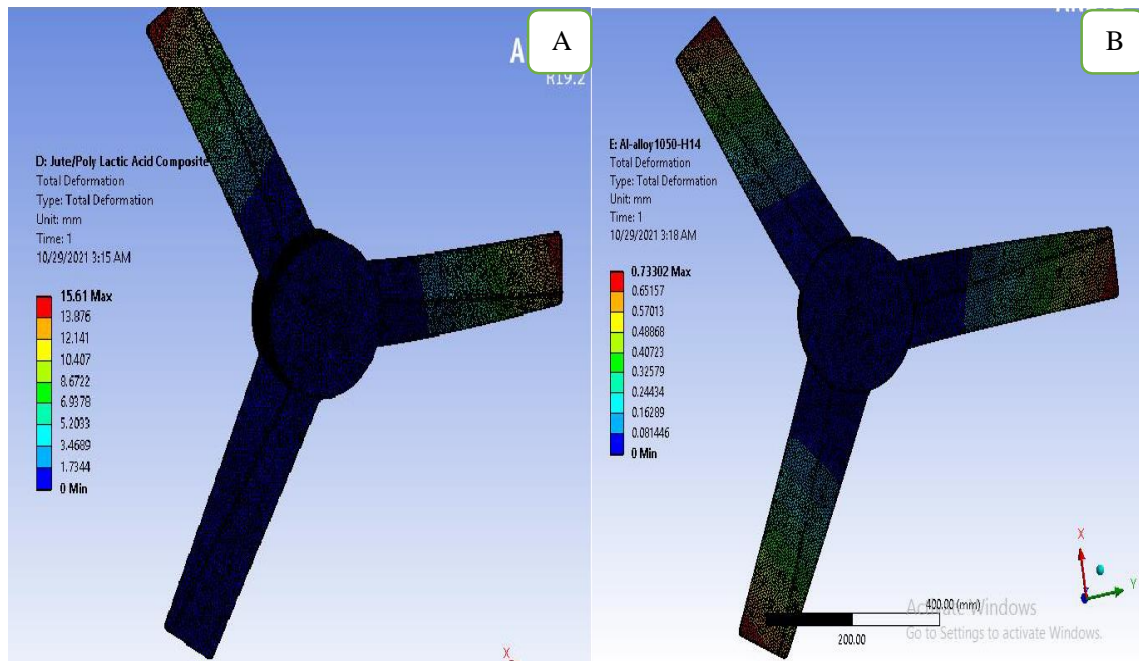 A
A
R19.2
D: Jute/Poly Lactic Acid Composite
Total Deformation
Type: Total Deformation
Unit: mm
Time: 1
10/29/2021 3:15 AM
15.61 Max
13.876
12.141
10.407
8.6722
6.9378
5.2033
3.4689
1.7344
0 Min
X
B
E: Al-alloy1050-H14
Total Deformation
Type: Total Deformation
Unit: mm
Time: 1
10/29/2021 3:18 AM
0.73302 Max
0.65157
0.57013
0.48868
0.40723
0.32579
0.24434
0.16289
0.081446
0 Min
X
Y
400.00 (mm)
200.00
Activate Windows
Go to Settings to activate Windows.